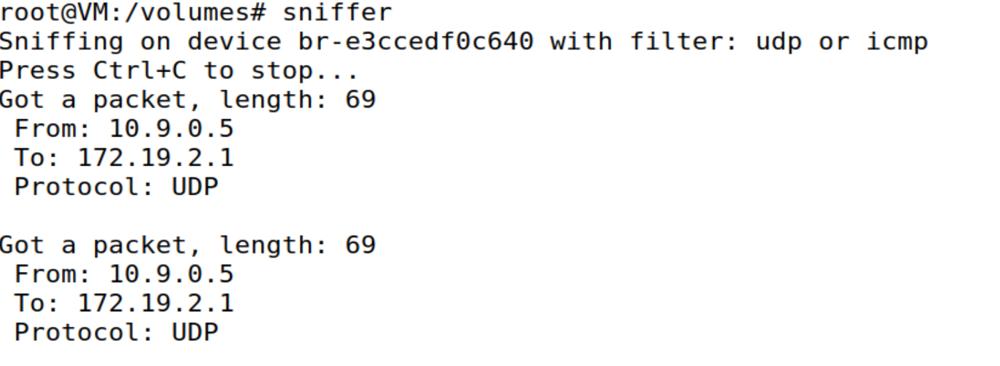 root@VM:/volumes# sniffer
Sniffing on device br-e3ccedf0c640 with filter: udp or icmp
Press Ctrl+C to stop...
Got a packet, length: 69
 From: 10.9.0.5
 To: 172.19.2.1
 Protocol: UDP

Got a packet, length: 69
 From: 10.9.0.5
 To: 172.19.2.1
 Protocol: UDP